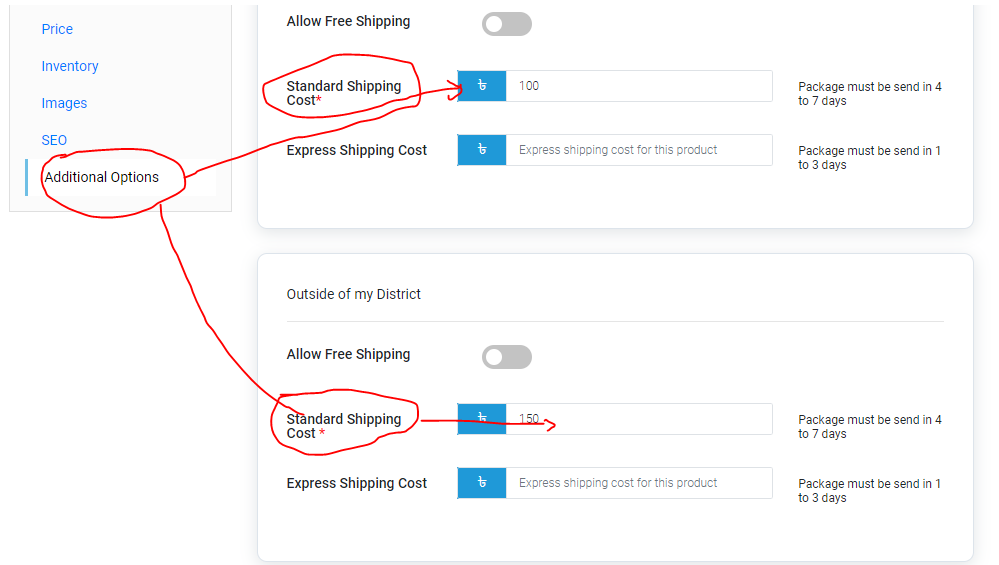 Price
Inventory
Images
SEO
Additional Options
Allow Free Shipping
Standard Shipping
Cost*
৳ 100
Package must be send in 4
to 7 days
Express Shipping Cost
৳ Express shipping cost for this product
Package must be send in 1
to 3 days
Outside of my District
Allow Free Shipping
Standard Shipping
Cost *
৳ 150
Package must be send in 4
to 7 days
Express Shipping Cost
৳ Express shipping cost for this product
Package must be send in 1
to 3 days